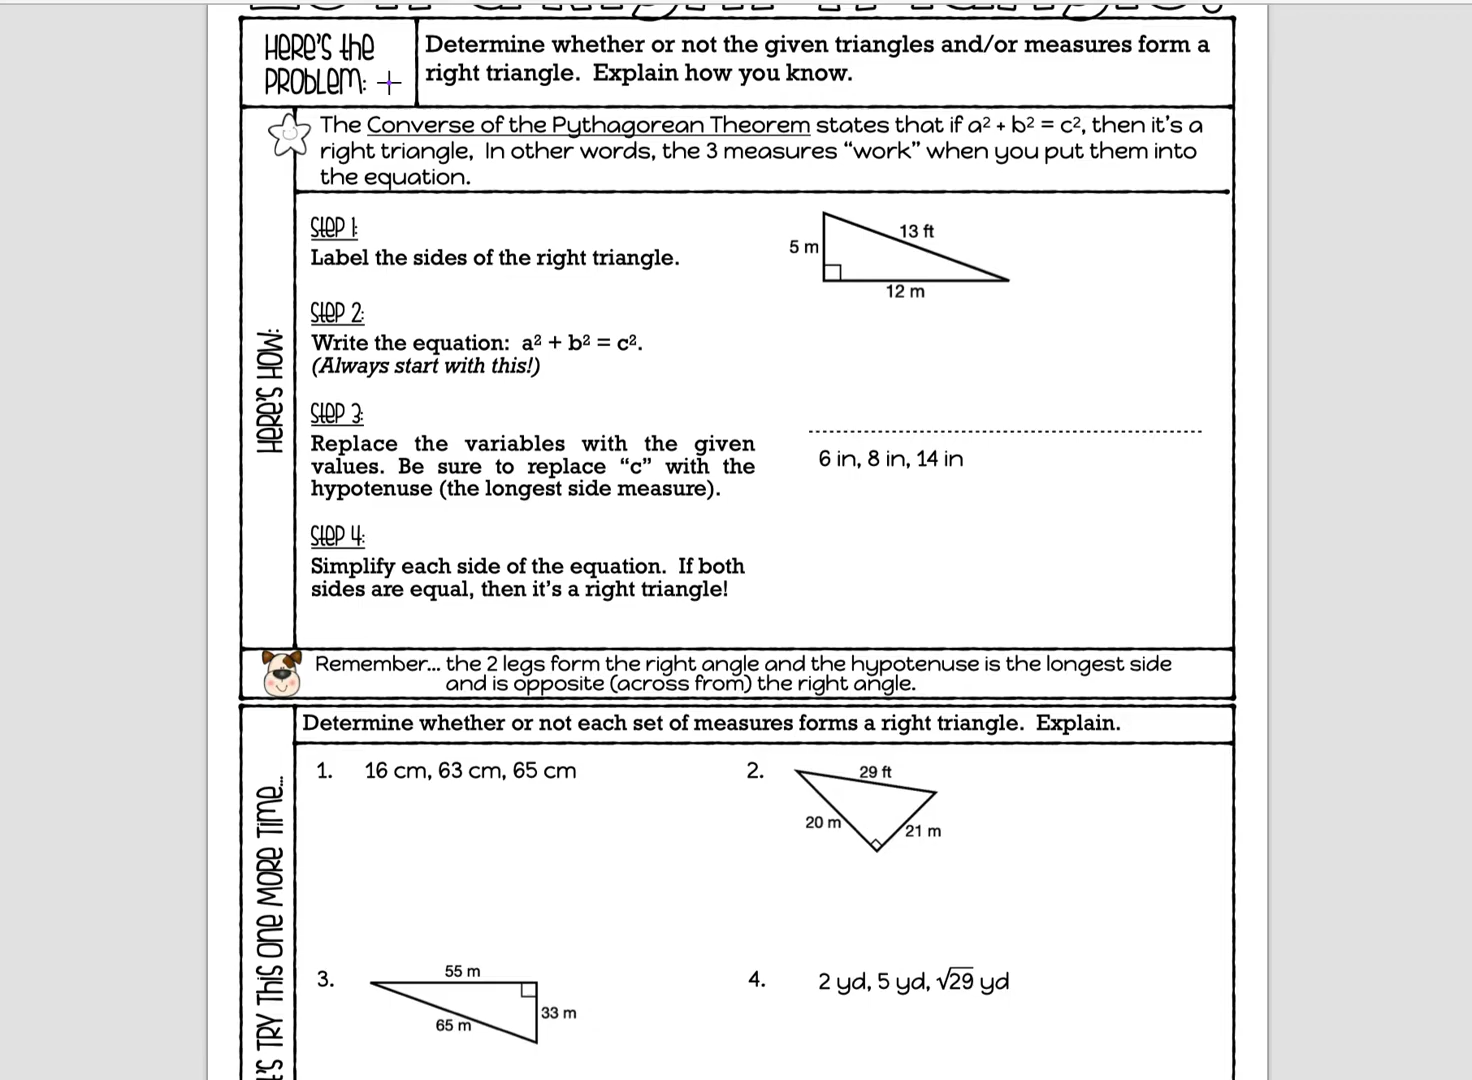 Here's the
Problem:
Determine whether or not the given triangles and/or measures form a
right triangle. Explain how you know.
The Converse of the Pythagorean Theorem states that if a² + b² = c², then it's a
right triangle, In other words, the 3 measures "work" when you put them into
the equation.
Here's how:
Step 1:
Label the sides of the right triangle.
Step 2:
Write the equation: a² + b² = c².
(Always start with this!)
Step 3:
Replace the variables with the given
values. Be sure to replace "c" with the
hypotenuse (the longest side measure).
Step 4:
Simplify each side of the equation. If both
sides are equal, then it's a right triangle!
5 m
13 ft
12 m
6 in, 8 in, 14 in
Remember... the 2 legs form the right angle and the hypotenuse is the longest side
and is opposite (across from) the right angle.
Determine whether or not each set of measures forms a right triangle. Explain.
try this one more time...
1. 16 cm, 63 cm, 65 cm
2.
29 ft
20 m
21 m
3.
55 m
33 m
65 m
4. 2 yd, 5 yd, √29 yd